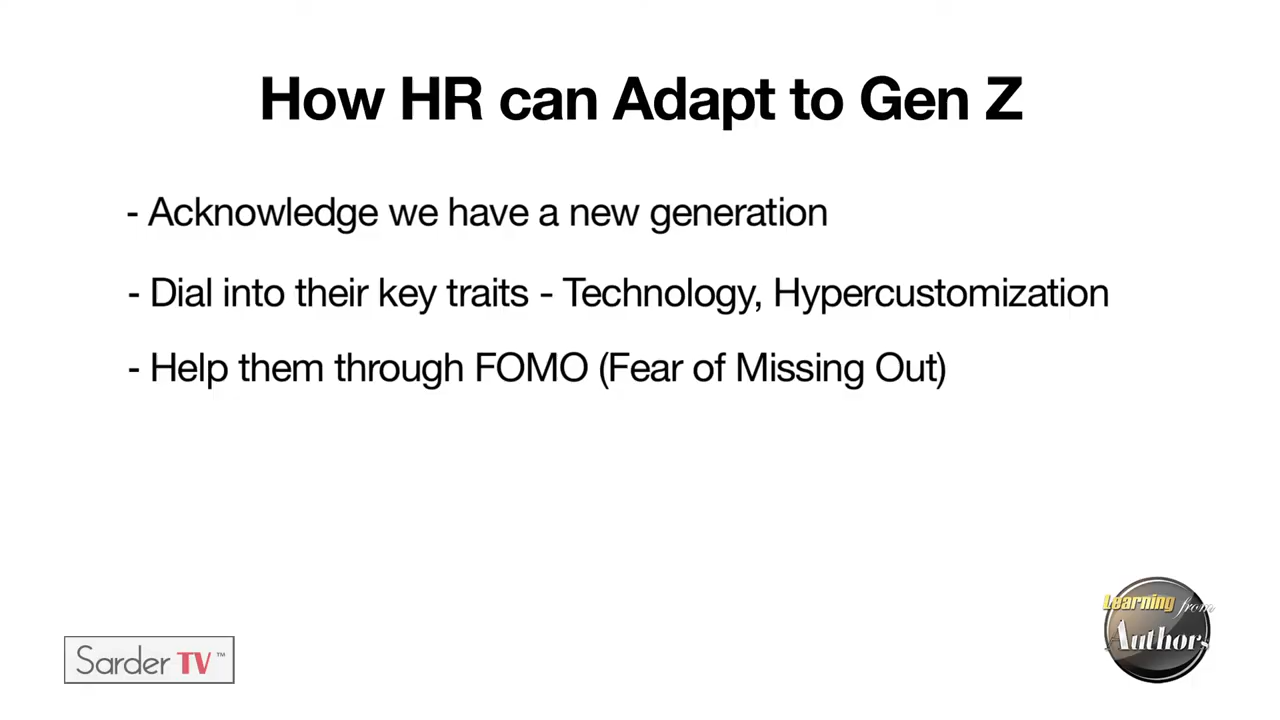 How HR can Adapt to Gen Z
- Acknowledge we have a new generation
- Dial into their key traits - Technology, Hypercustomization
- Help them through FOMO (Fear of Missing Out)
Learning from
Authors
Sarder TV™